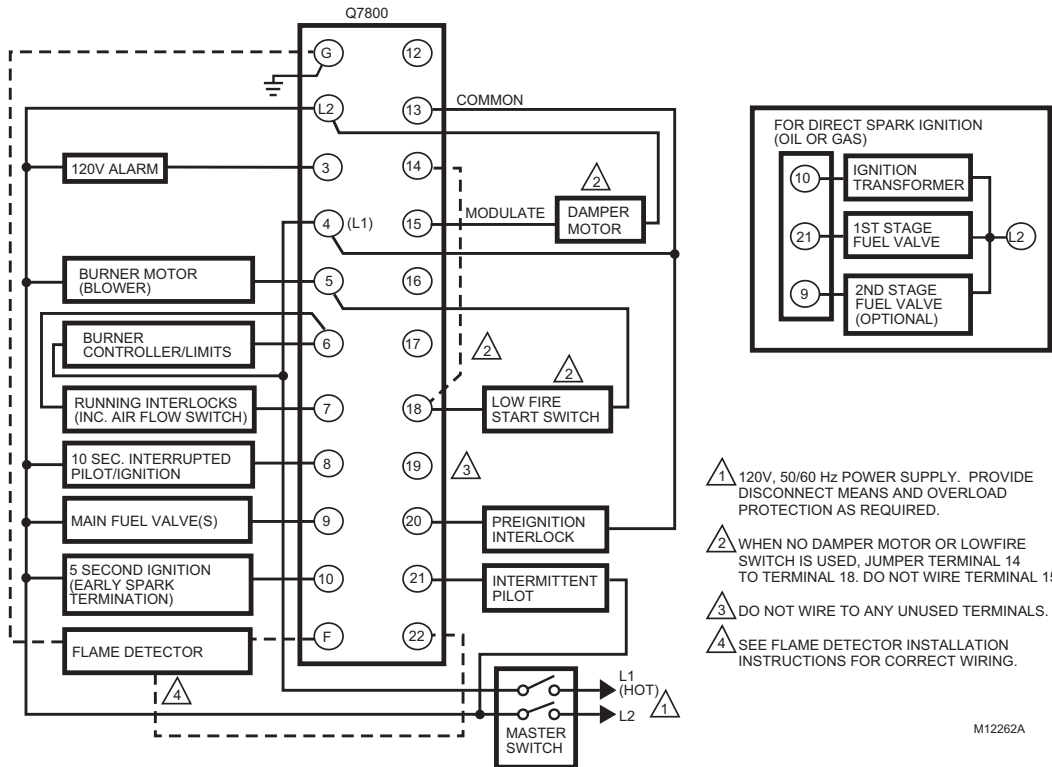 Q7800
G
12
L2
13
COMMON
120V ALARM
3
14
2
4
(L1)
15
MODULATE
DAMPER
MOTOR
BURNER MOTOR
(BLOWER)
5
16
BURNER
CONTROLLER/LIMITS
6
17
2
2
RUNNING INTERLOCKS
(INC. AIR FLOW SWITCH)
7
18
LOW FIRE
START SWITCH
10 SEC. INTERRUPTED
PILOT/IGNITION
8
19
3
MAIN FUEL VALVE(S)
9
20
PREIGNITION
INTERLOCK
5 SECOND IGNITION
(EARLY SPARK
TERMINATION)
10
21
INTERMITTENT
PILOT
FLAME DETECTOR
F
22
4
L1
(HOT)
L2
1
MASTER
SWITCH
FOR DIRECT SPARK IGNITION
(OIL OR GAS)
10
IGNITION
TRANSFORMER
21
1ST STAGE
FUEL VALVE
L2
9
2ND STAGE
FUEL VALVE
(OPTIONAL)
1 120V, 50/60 Hz POWER SUPPLY. PROVIDE
DISCONNECT MEANS AND OVERLOAD
PROTECTION AS REQUIRED.
2 WHEN NO DAMPER MOTOR OR LOWFIRE
SWITCH IS USED, JUMPER TERMINAL 14
TO TERMINAL 18. DO NOT WIRE TERMINAL 15
3 DO NOT WIRE TO ANY UNUSED TERMINALS.
4 SEE FLAME DETECTOR INSTALLATION
INSTRUCTIONS FOR CORRECT WIRING.
M12262A